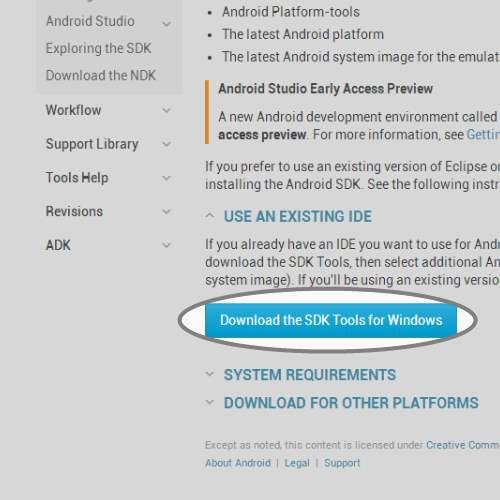 Android Studio
Exploring the SDK
Download the NDK
Workflow
Support Library
Tools Help
Revisions
ADK
Android Platform-tools
The latest Android platform
The latest Android system image for the emulat
Android Studio Early Access Preview
A new Android development environment called
access preview. For more information, see Gettin
If you prefer to use an existing version of Eclipse or
installing the Android SDK. See the following instr
USE AN EXISTING IDE
If you already have an IDE you want to use for Andr
download the SDK Tools, then select additional An
system image). If you'll be using an existing versio
Download the SDK Tools for Windows
SYSTEM REQUIREMENTS
DOWNLOAD FOR OTHER PLATFORMS
Except as noted, this content is licensed under Creative Comm
About Android | Legal | Support